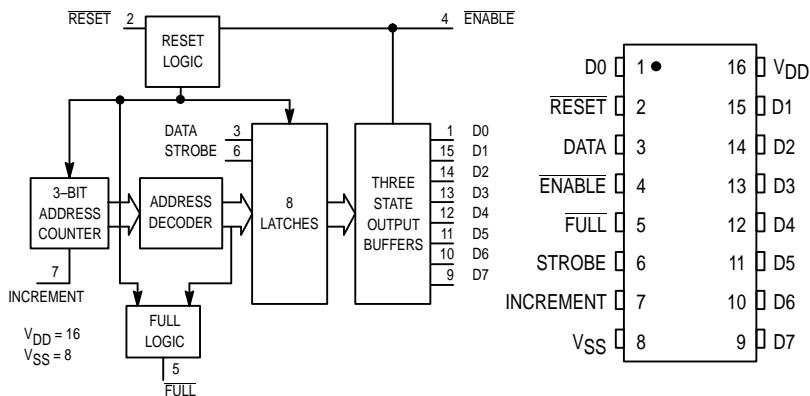 RESET
2
4
ENABLE
RESET
LOGIC
DATA
3
STROBE
6
3–BIT
ADDRESS
COUNTER
ADDRESS
DECODER
8
LATCHES
THREE
STATE
OUTPUT
BUFFERS
1 D0
15 D1
14 D2
13 D3
12 D4
11 D5
10 D6
9 D7
7
INCREMENT
FULL
LOGIC
5
FULL
VDD = 16
VSS = 8
D0 1 16 VDD
RESET 2 15 D1
DATA 3 14 D2
ENABLE 4 13 D3
FULL 5 12 D4
STROBE 6 11 D5
INCREMENT 7 10 D6
VSS 8 9 D7